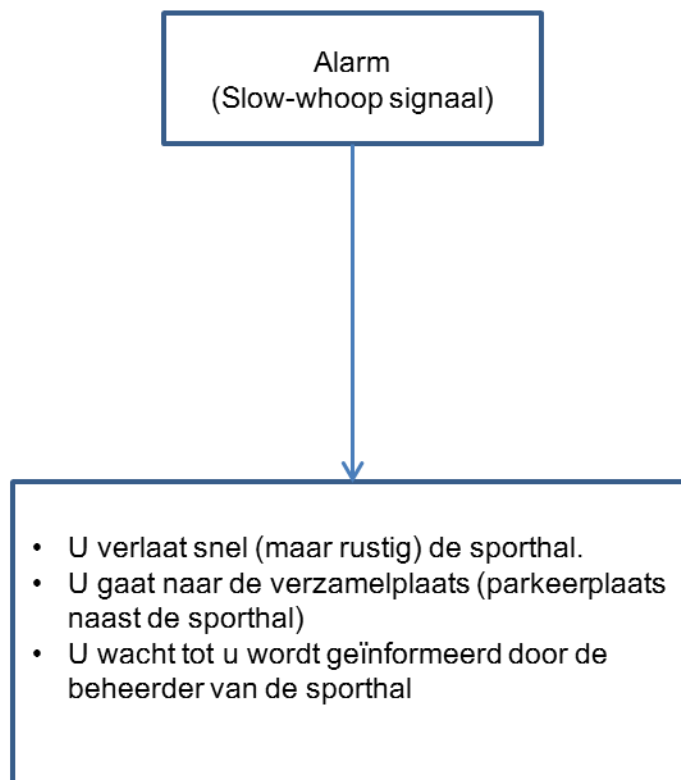 Alarm
(Slow-whoop signaal)
• U verlaat snel (maar rustig) de sporthal.
• U gaat naar de verzamelplaats (parkeerplaats
naast de sporthal)
• U wacht tot u wordt geïnformeerd door de
beheerder van de sporthal